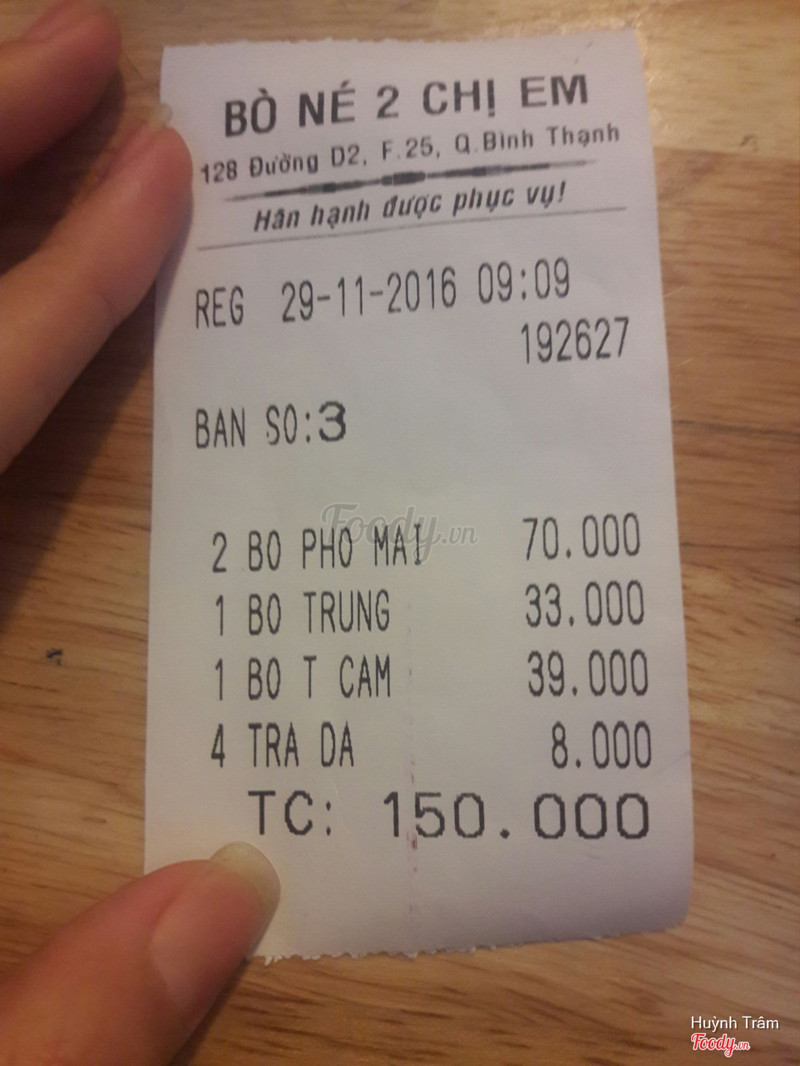 BÒ NÉ 2 CHỊ EM
128 Đường D2, F.25, Q.Bình Thạnh
Hân hạnh được phục vụ!
REG 29-11-2016 09:09
192627
BAN SO:3
Foody.vn
2 BO PHO MAI 70.000
1 BO TRUNG 33.000
1 BO T CAM 39.000
4 TRA DA 8.000
TC: 150.000
Huỳnh Trâm
Foody.vn